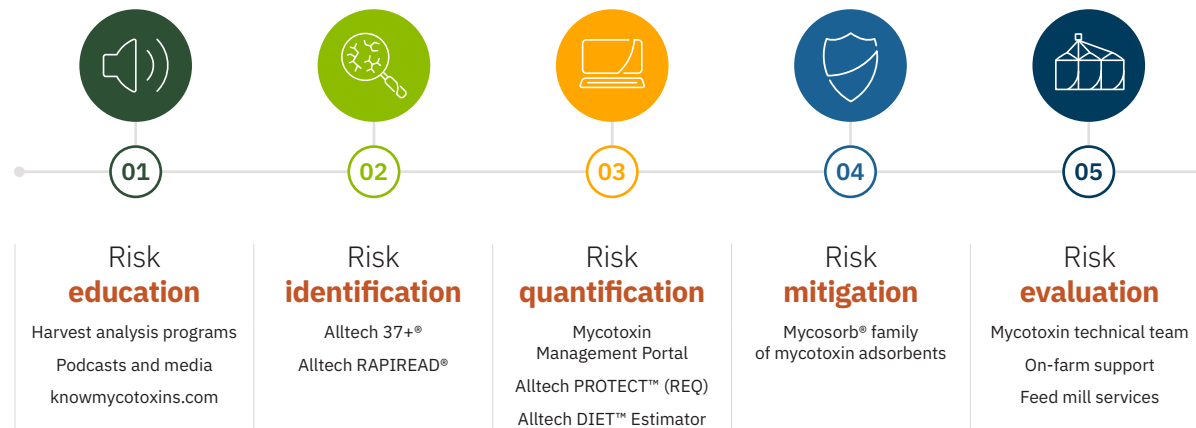 01
02
03
04
05
Risk
education
Harvest analysis programs
Podcasts and media
knowmycotoxins.com
Risk
identification
Alltech 37+®
Alltech RAPIREAD®
Risk
quantification
Mycotoxin
Management Portal
Alltech PROTECT™ (REQ)
Alltech DIET™ Estimator
Risk
mitigation
Mycosorb® family
of mycotoxin adsorbents
Risk
evaluation
Mycotoxin technical team
On-farm support
Feed mill services